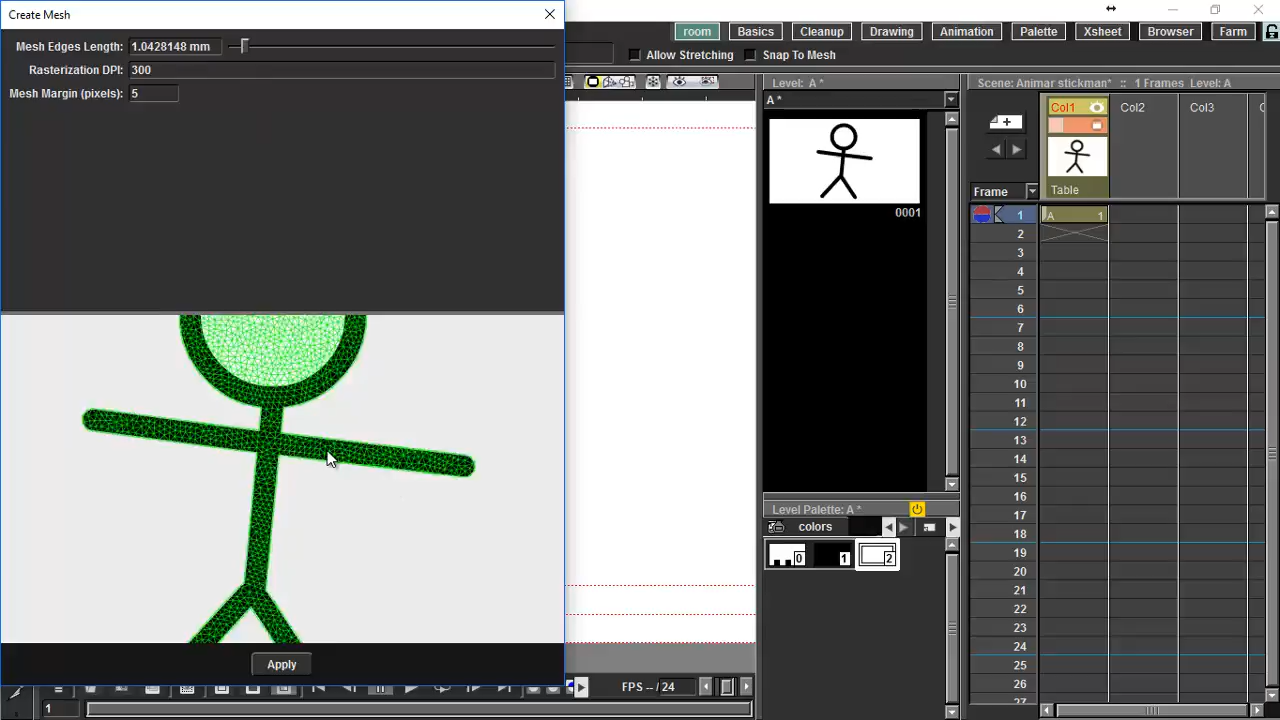 Create Mesh
Mesh Edges Length: 1.0428148 mm
Rasterization DPI: 300
Mesh Margin (pixels): 5
Apply
room Basics Cleanup Drawing Animation Palette Xsheet Browser Farm
Allow Stretching Snap To Mesh
Level: A *
A *
0001
Level Palette: A *
colors
0 1 2
Scene: Animar stickman* :: 1 Frames Level: A
Col1 Col2 Col3
Table
Frame
1 A 1
2
3
4
5
6
7
8
9
10
11
12
13
14
15
16
17
18
19
20
21
22
23
24
25
26
27
FPS -- / 24
1